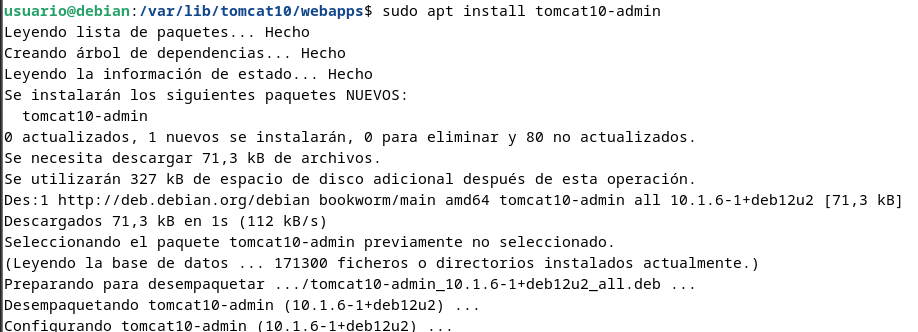 usuario@debian:/var/lib/tomcat10/webapps$ sudo apt install tomcat10-admin
Leyendo lista de paquetes... Hecho
Creando árbol de dependencias... Hecho
Leyendo la información de estado... Hecho
Se instalarán los siguientes paquetes NUEVOS:
  tomcat10-admin
0 actualizados, 1 nuevos se instalarán, 0 para eliminar y 80 no actualizados.
Se necesita descargar 71,3 kB de archivos.
Se utilizarán 327 kB de espacio de disco adicional después de esta operación.
Des:1 http://deb.debian.org/debian bookworm/main amd64 tomcat10-admin all 10.1.6-1+deb12u2 [71,3 kB]
Descargados 71,3 kB en 1s (112 kB/s)
Seleccionando el paquete tomcat10-admin previamente no seleccionado.
(Leyendo la base de datos ... 171300 ficheros o directorios instalados actualmente.)
Preparando para desempaquetar .../tomcat10-admin_10.1.6-1+deb12u2_all.deb ...
Desempaquetando tomcat10-admin (10.1.6-1+deb12u2) ...
Configurando tomcat10-admin (10.1.6-1+deb12u2) ...